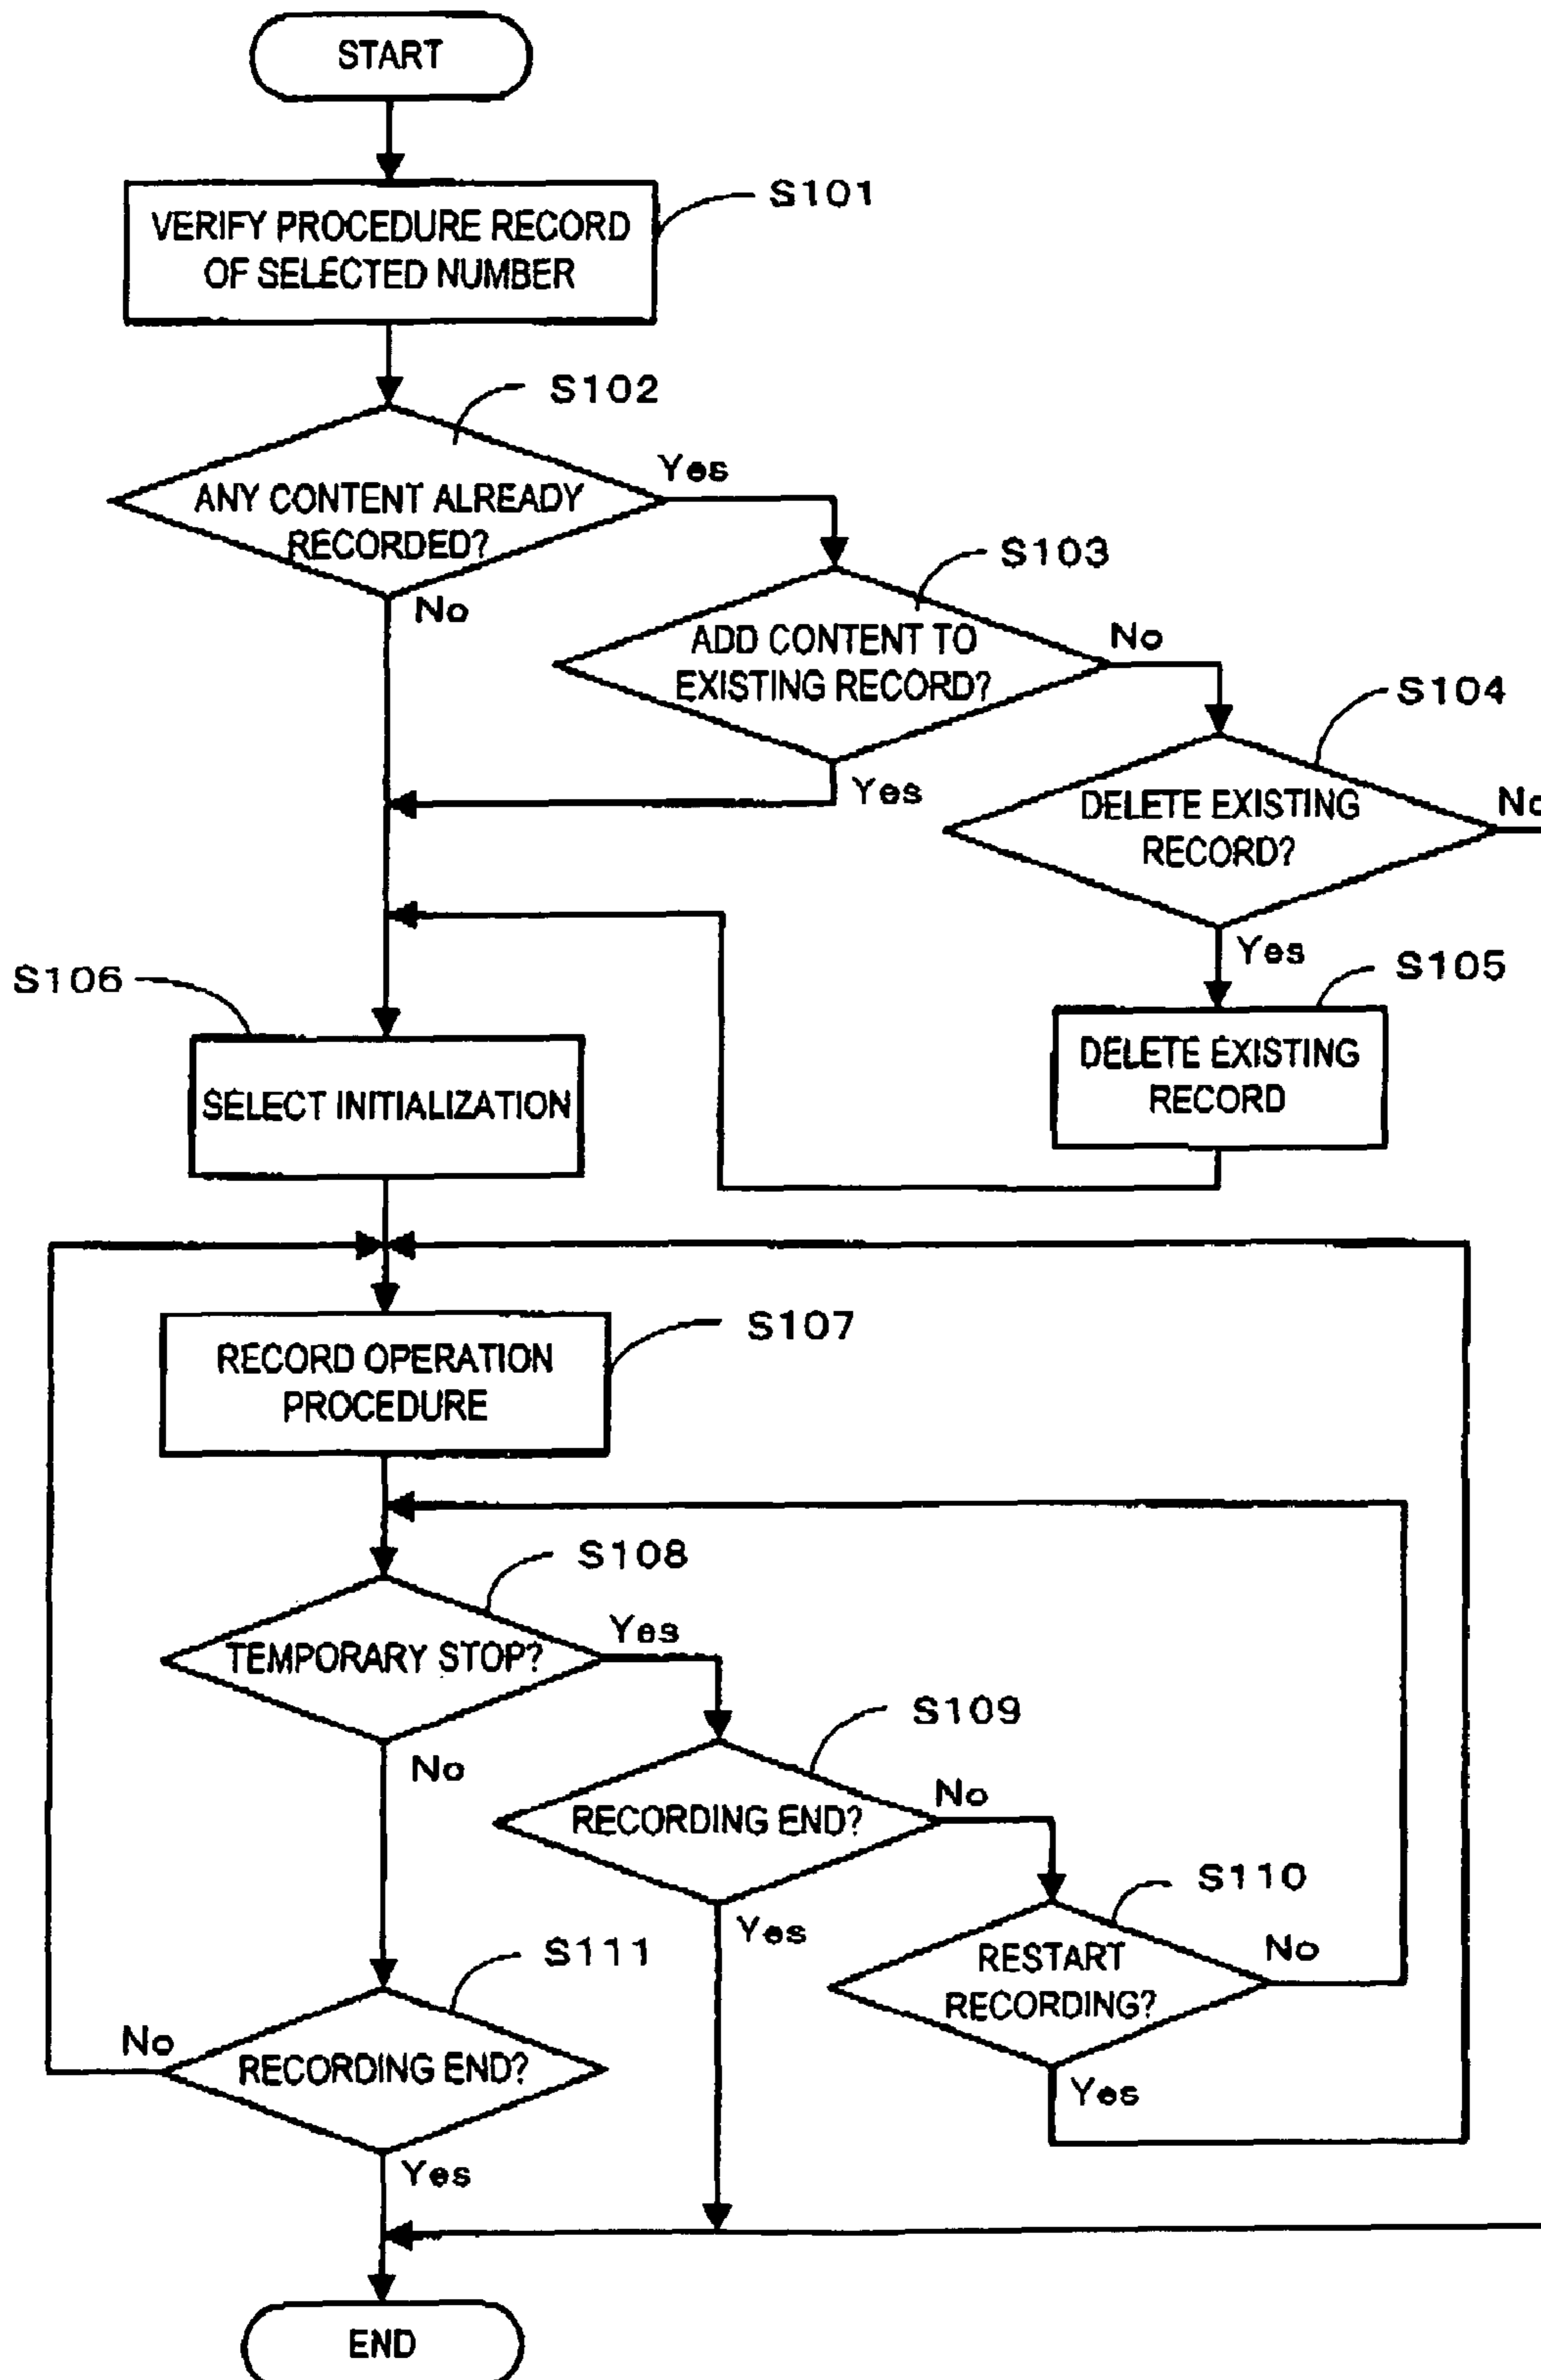 START
S101
VERIFY PROCEDURE RECORD
OF SELECTED NUMBER
S102
Yes
ANY CONTENT ALREADY
RECORDED?
No
S103
ADD CONTENT TO
EXISTING RECORD?
No
Yes
S104
DELETE EXISTING
RECORD?
No
Yes
S105
DELETE EXISTING
RECORD
S106
SELECT INITIALIZATION
S107
RECORD OPERATION
PROCEDURE
S108
Yes
TEMPORARY STOP?
No
S109
RECORDING END?
No
Yes
S110
RESTART
RECORDING?
No
Yes
S111
No
RECORDING END?
Yes
END